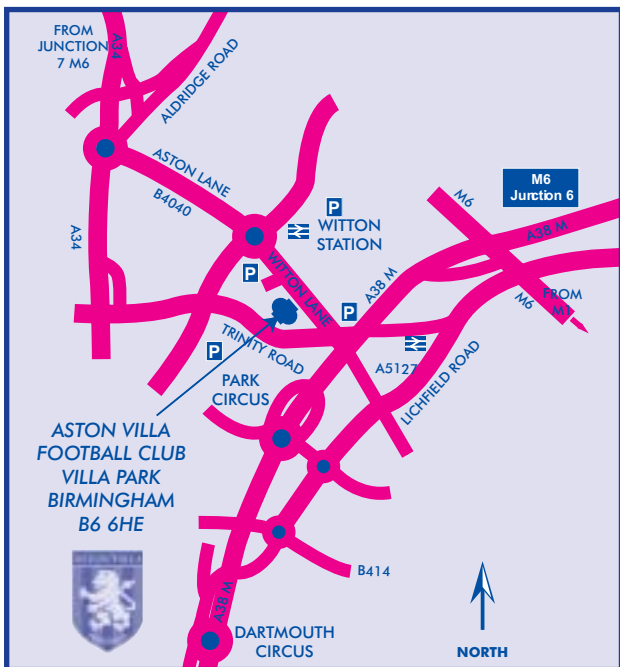 FROM
JUNCTION
7 M6
A34
ALDRIDGE ROAD
ASTON LANE
B4040
P
WITTON
STATION
M6
Juruction 6
M6
A38 M
A34
P
WITTON LANE
A38 M
P
M6
FROM
M1
TRINITY ROAD
P
A5127
LICHFIELD ROAD
PARK
CIRCUS
ASTON VILLA
FOOTBALL CLUB
VILLA PARK
BIRMINGHAM
B6 6HE
B414
A38 M
DARTMOUTH
CIRCUS
NORTH